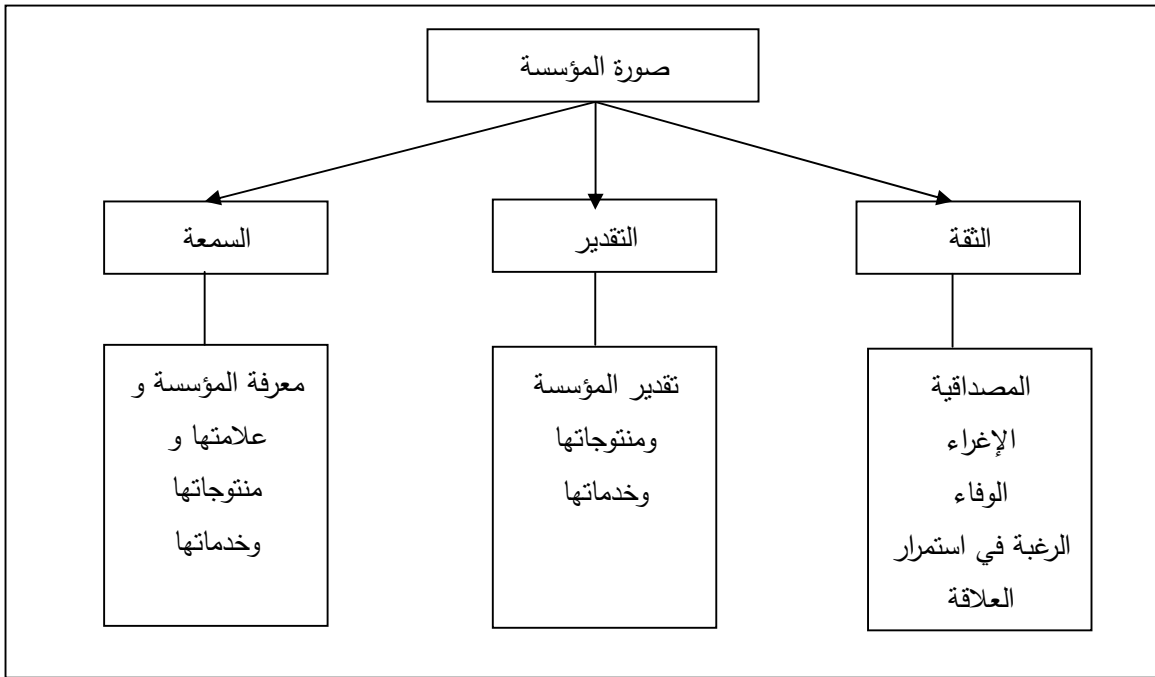 صورة المؤسسة
الثقة
التقدير
السمعة
المصداقية
الإغراء
الوفاء
الرغبة في استمرار
العلاقة
تقدير المؤسسة
ومنتوجاتها
وخدماتها
معرفة المؤسسة و
علامتها و
منتوجاتها
وخدماتها